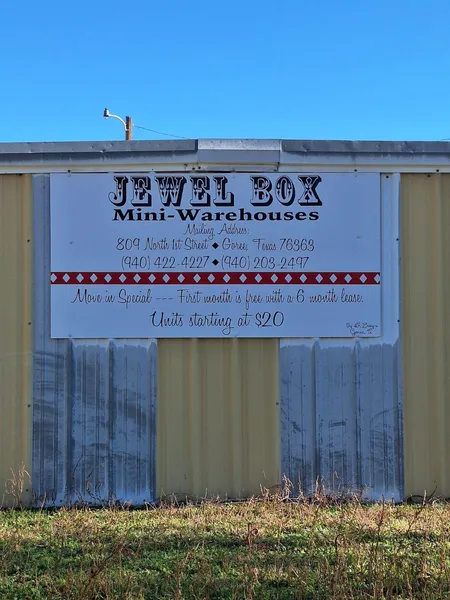 JEWEL BOX
Mini-Warehouses
Mailing Address:
809 North 1st Street ◆ Goree, Texas 76363
(940) 422-4227 ◆ (940) 203-2497
Move in Special --- First month is free with a 6 month lease.
Units starting at $20